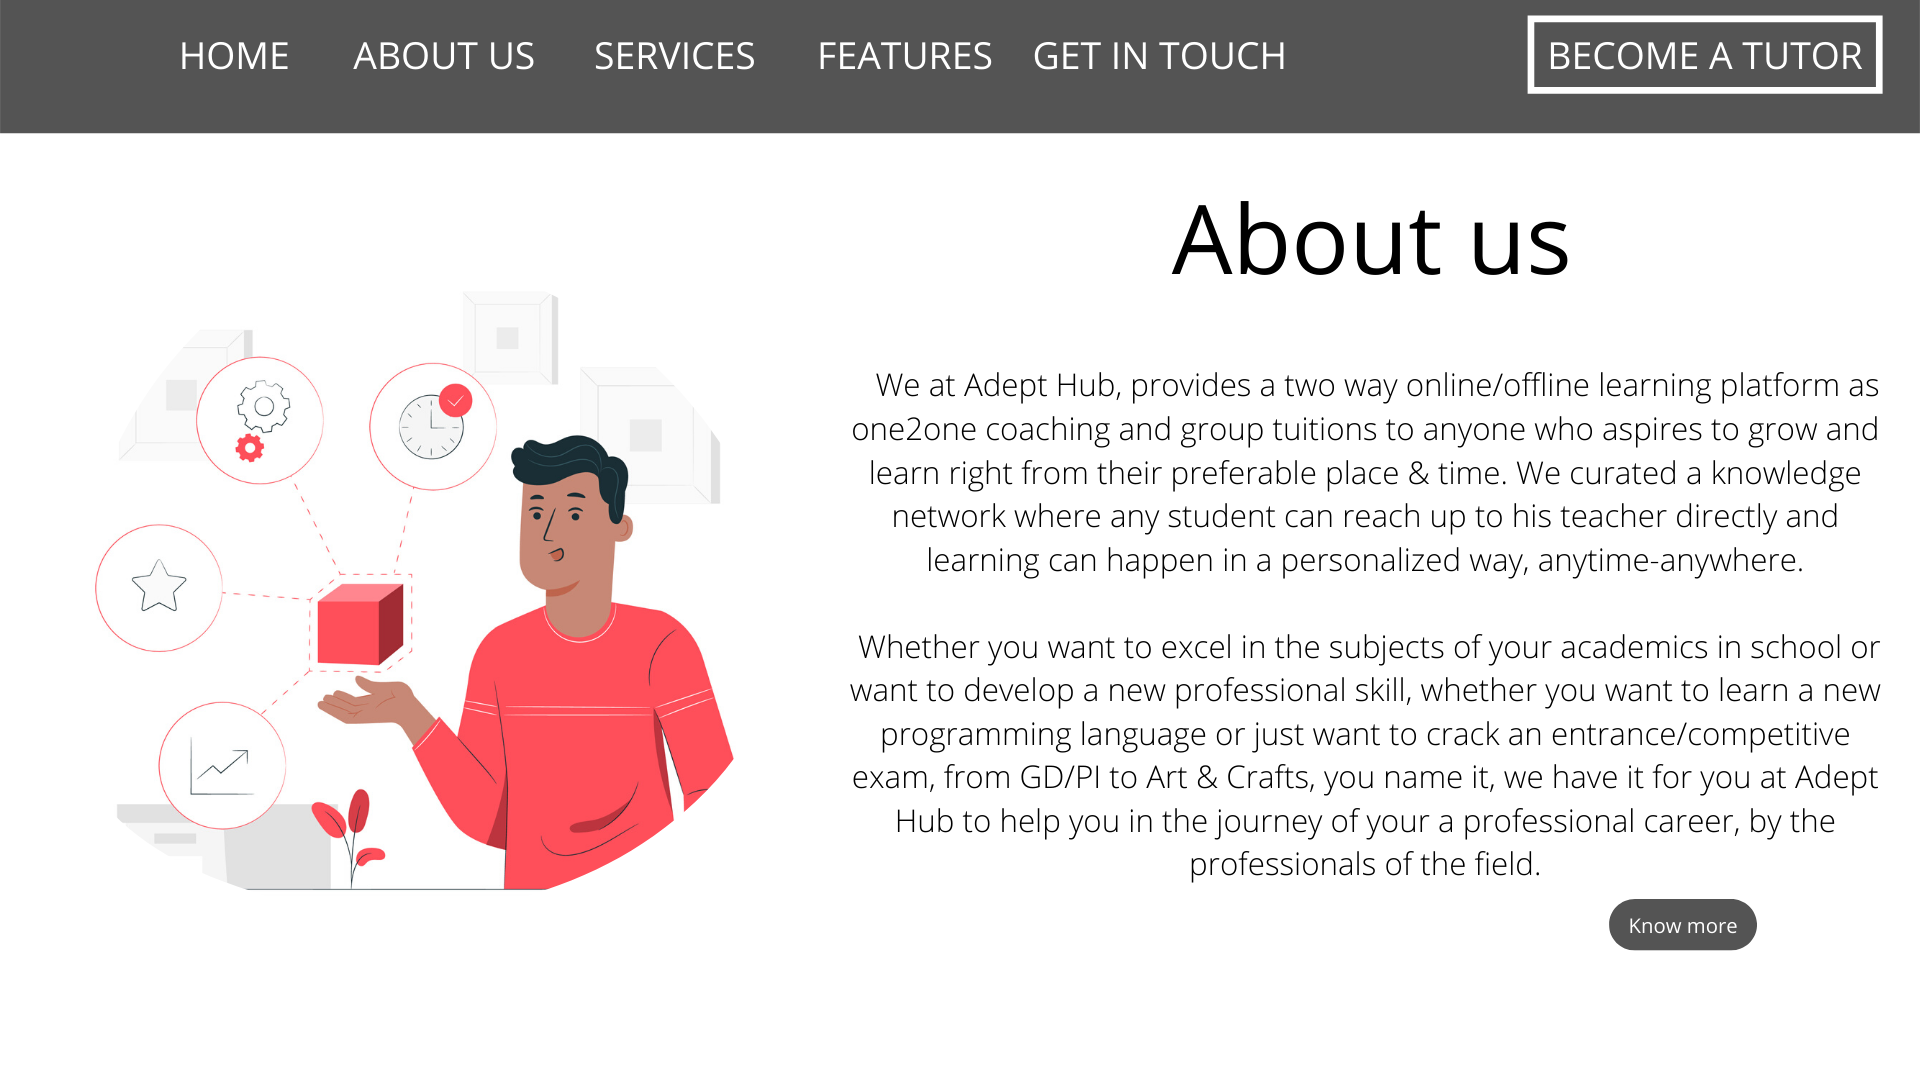 HOME ABOUT US SERVICES FEATURES GET IN TOUCH BECOME A TUTOR
About us
We at Adept Hub, provides a two way online/offline learning platform as
one2one coaching and group tuitions to anyone who aspires to grow and
learn right from their preferable place & time. We curated a knowledge
network where any student can reach up to his teacher directly and
learning can happen in a personalized way, anytime-anywhere.
Whether you want to excel in the subjects of your academics in school or
want to develop a new professional skill, whether you want to learn a new
programming language or just want to crack an entrance/competitive
exam, from GD/PI to Art & Crafts, you name it, we have it for you at Adept
Hub to help you in the journey of your a professional career, by the
professionals of the field.
Know more